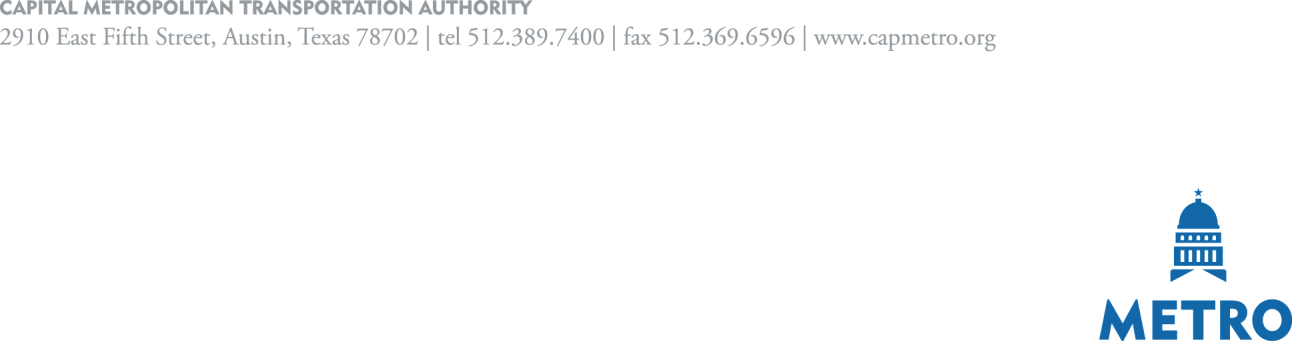 CAPITAL METROPOLITAN TRANSPORTATION AUTHORITY
2910 East Fifth Street, Austin, Texas 78702 | tel 512.389.7400 | fax 512.369.6596 | www.capmetro.org
METRO